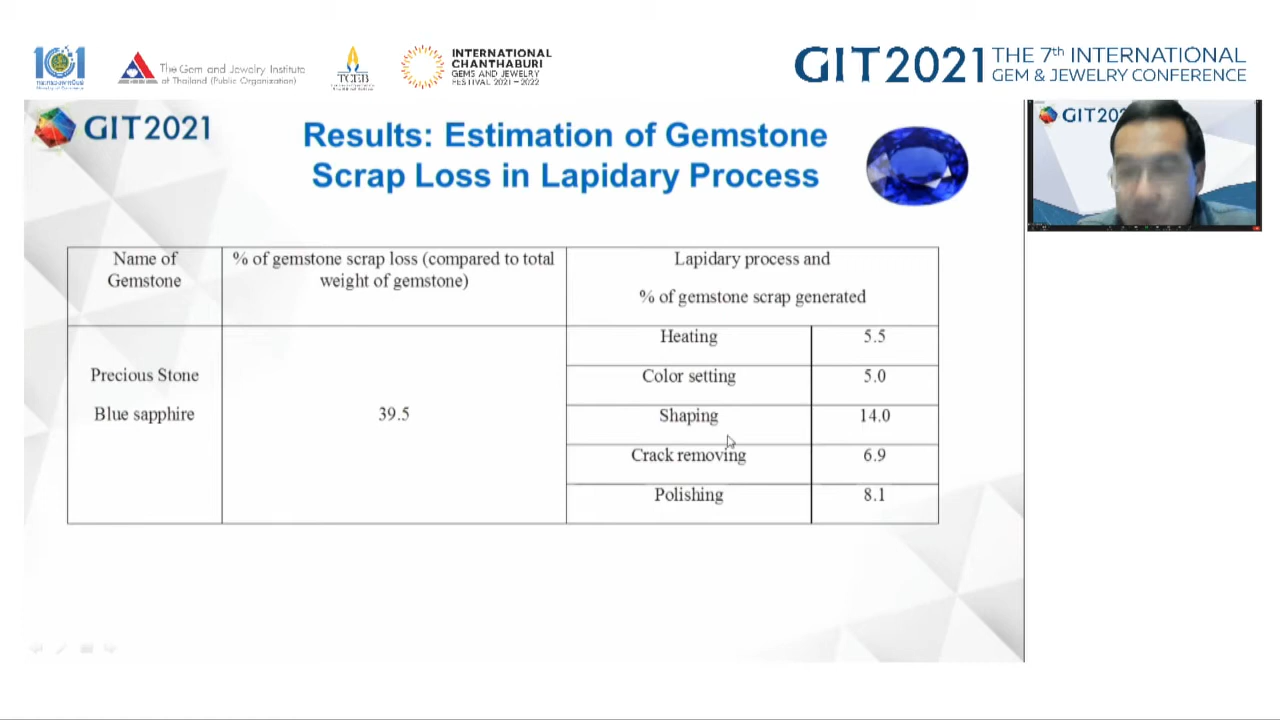 101
The Gem and Jewelry Institute
of Thailand (Public Organization)
TCEB
INTERNATIONAL
CHANTHABURI
GEMS AND JEWELRY
FESTIVAL 2021 – 2022
GIT2021
THE 7th INTERNATIONAL
GEM & JEWELRY CONFERENCE
GIT2021
Results: Estimation of Gemstone
Scrap Loss in Lapidary Process
Name of
Gemstone
% of gemstone scrap loss (compared to total
weight of gemstone)
Lapidary process and
% of gemstone scrap generated
Precious Stone
Blue sapphire
39.5
Heating 5.5
Color setting 5.0
Shaping 14.0
Crack removing 6.9
Polishing 8.1